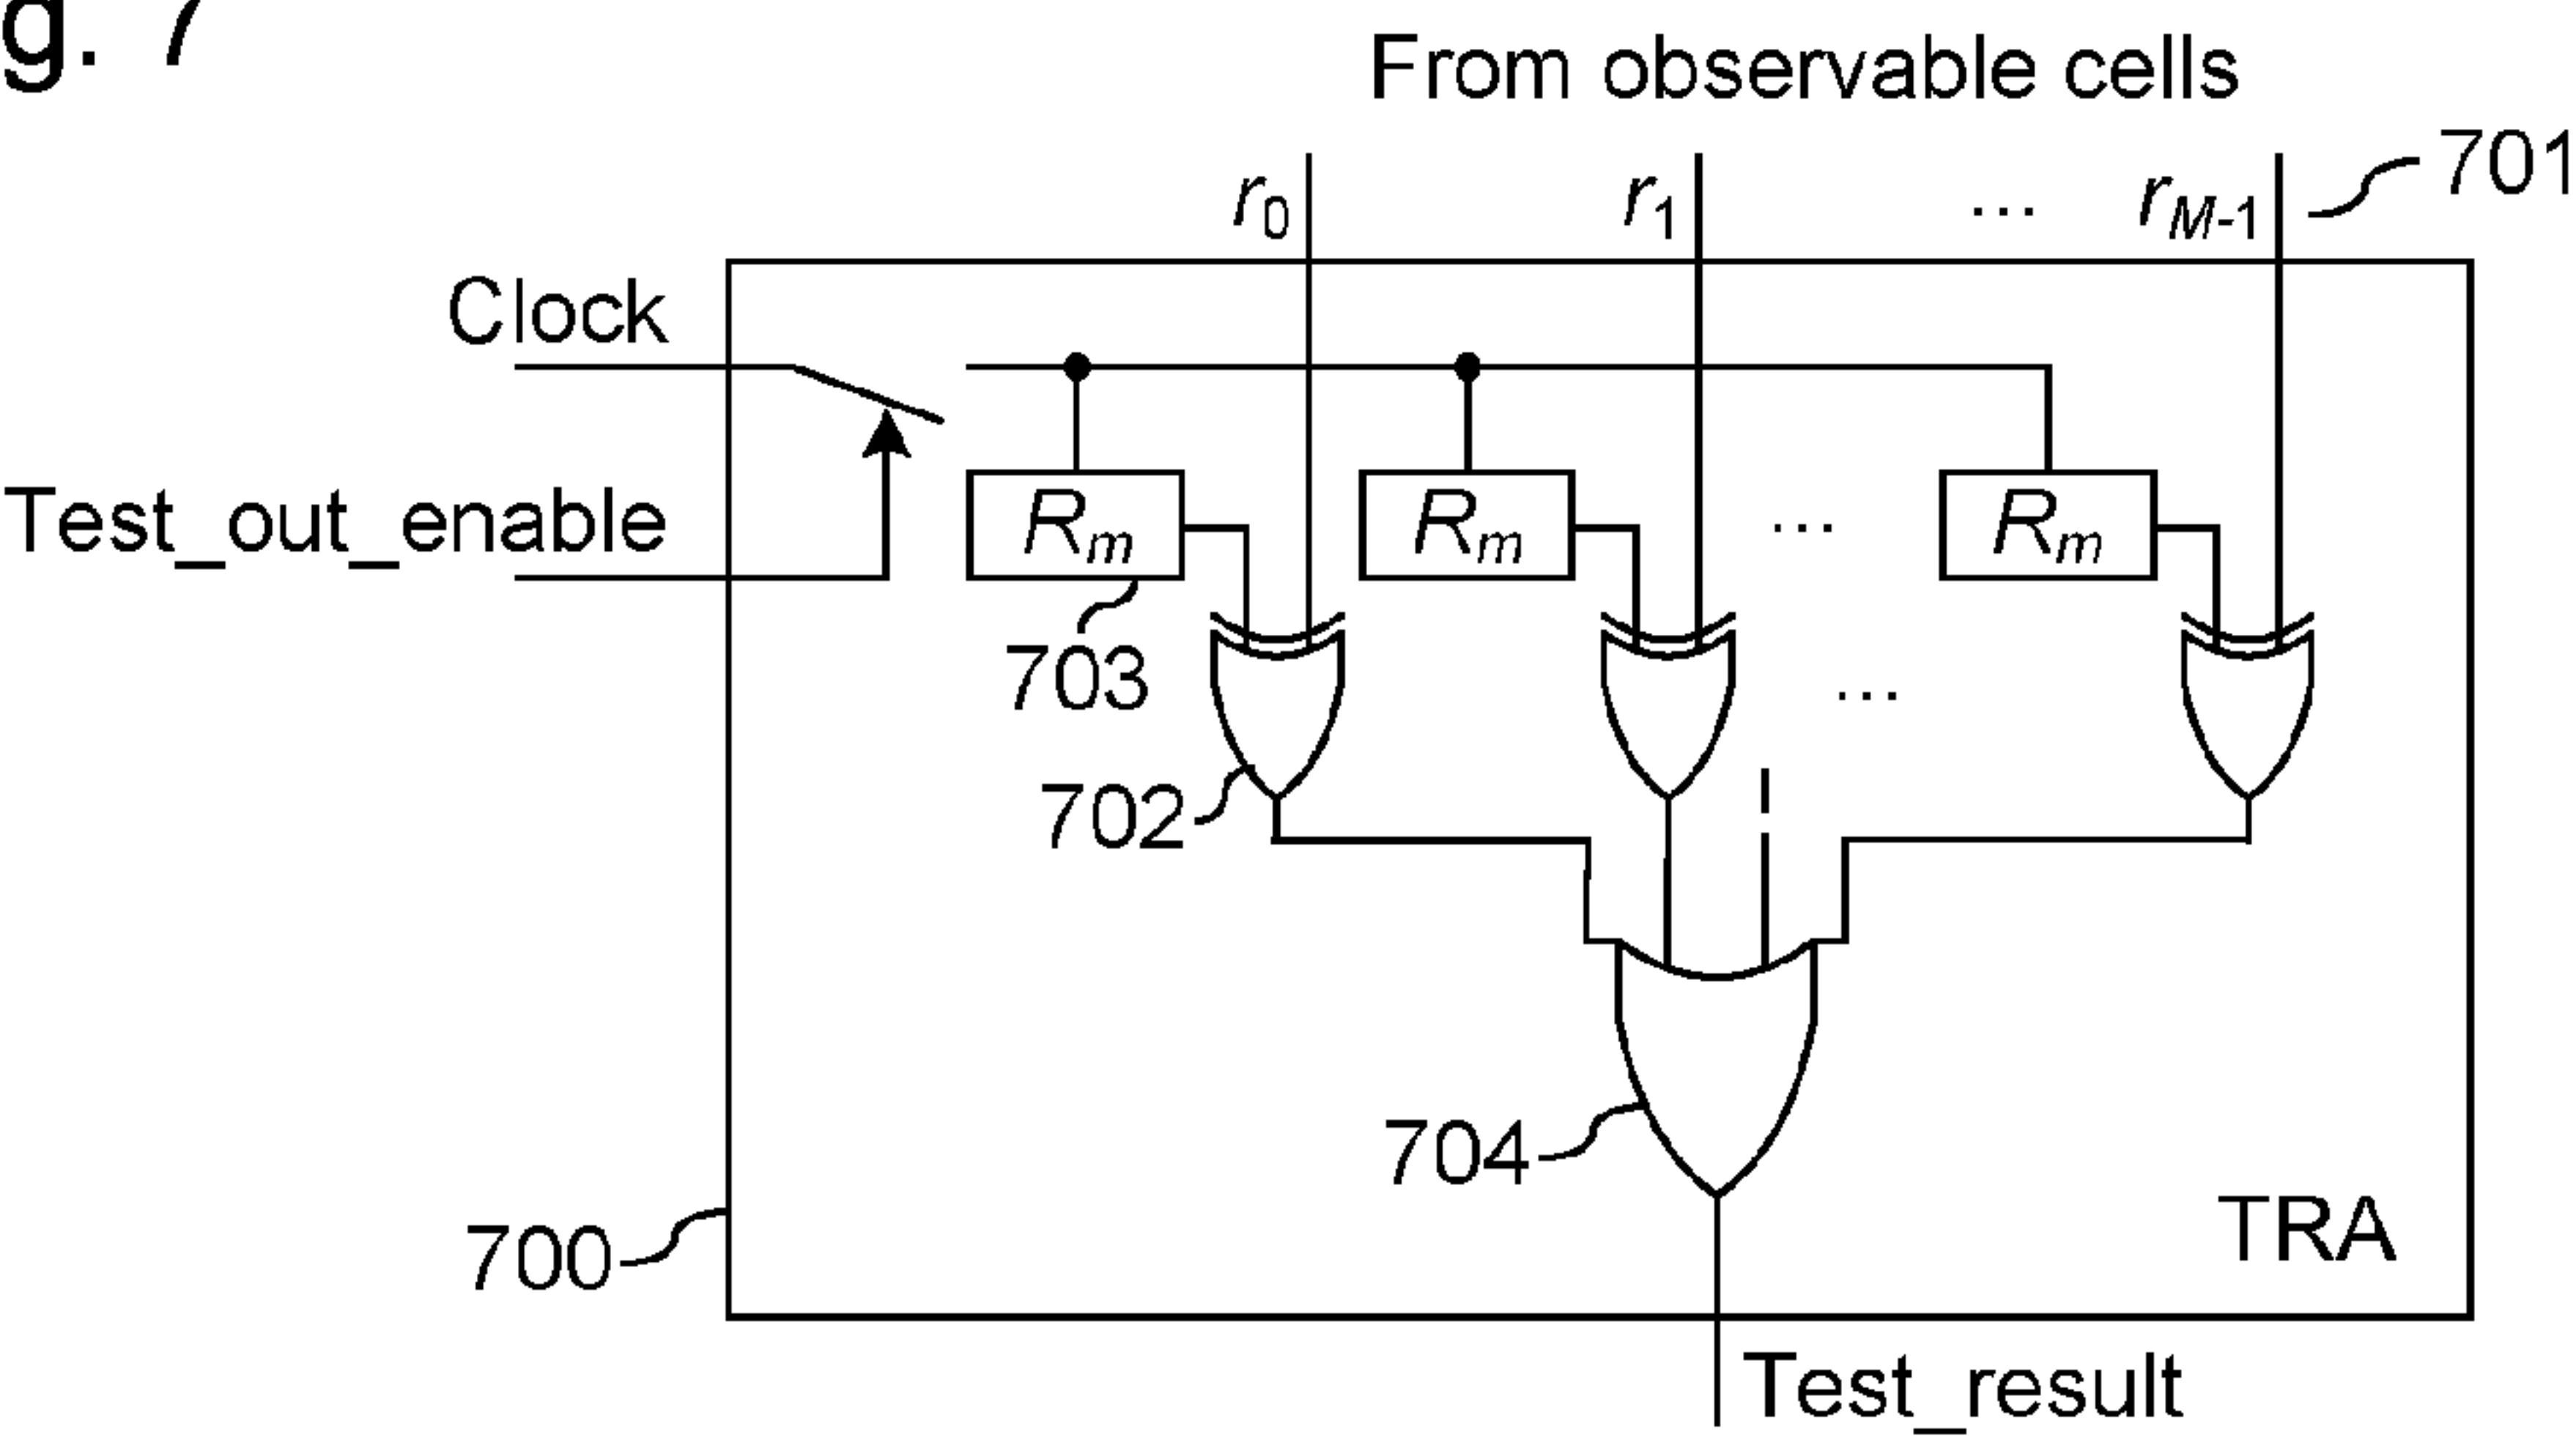 g. 7
From observable cells
701
r0
r1
...
rM-1
Clock
Test_out_enable
Rm
Rm
...
Rm
703
...
702
704
700
TRA
Test_result